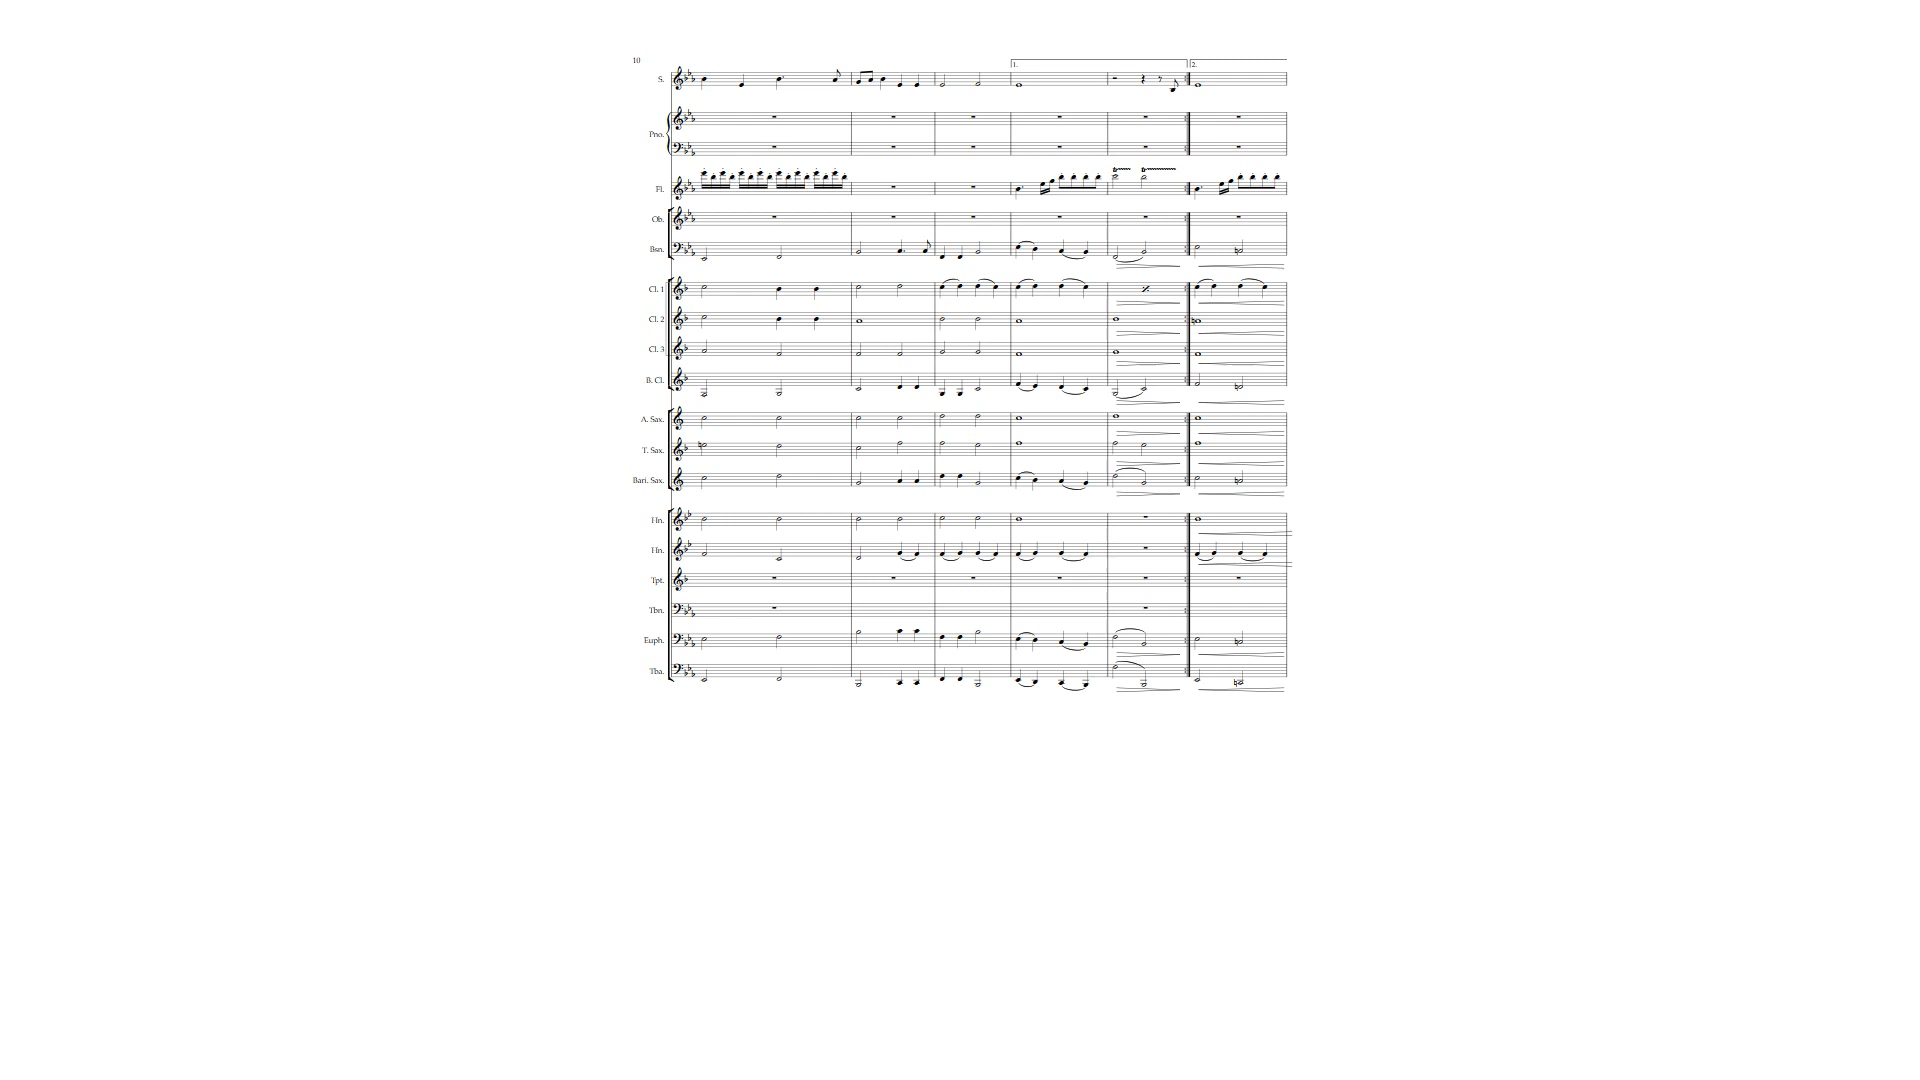 10
1.
2.
S.
Pno.
Fl.
Ob.
Bsn.
Cl. 1
Cl. 2
Cl. 3
B. Cl.
A. Sax.
T. Sax.
Bari. Sax.
Hn.
Hn.
Tpt.
Tbn.
Euph.
Tba.